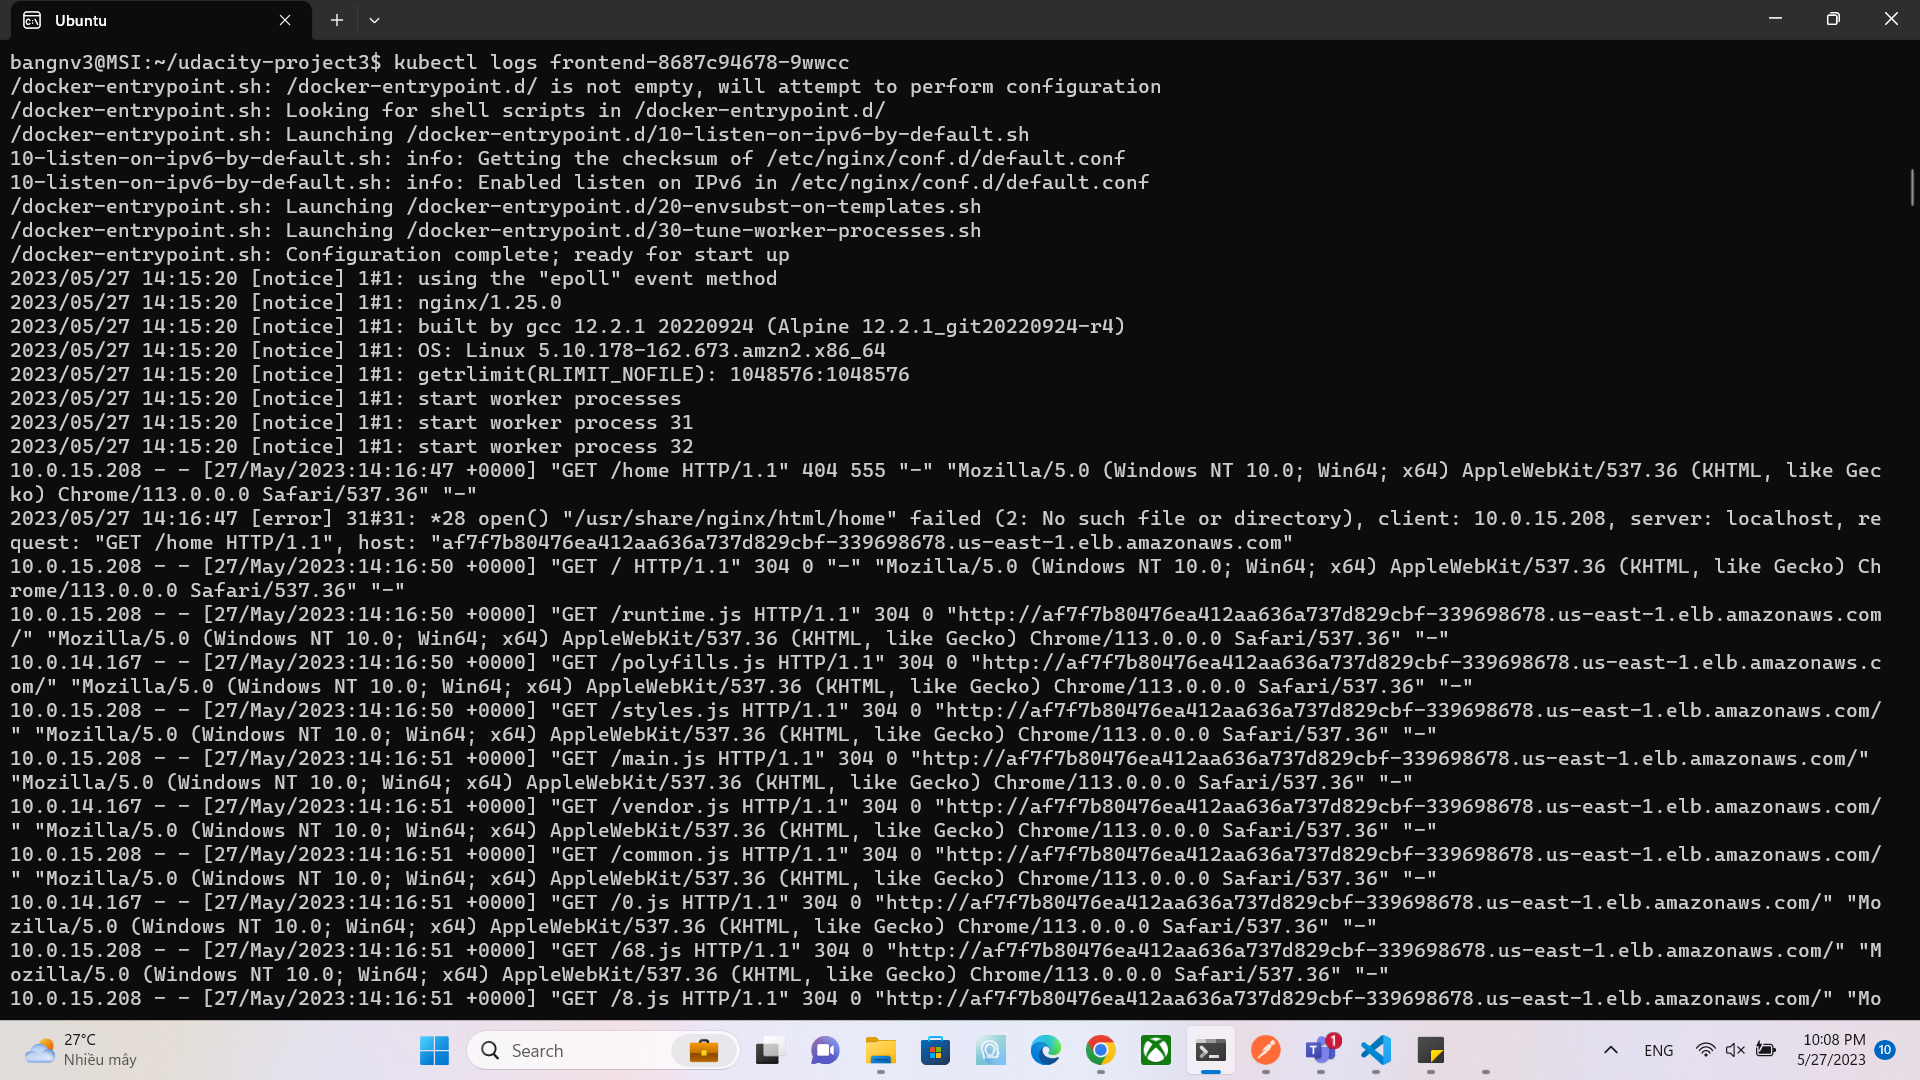 Ubuntu
bangnv3@MSI:~/udacity-project3$ kubectl logs frontend-8687c94678-9wwcc
/docker-entrypoint.sh: /docker-entrypoint.d/ is not empty, will attempt to perform configuration
/docker-entrypoint.sh: Looking for shell scripts in /docker-entrypoint.d/
/docker-entrypoint.sh: Launching /docker-entrypoint.d/10-listen-on-ipv6-by-default.sh
10-listen-on-ipv6-by-default.sh: info: Getting the checksum of /etc/nginx/conf.d/default.conf
10-listen-on-ipv6-by-default.sh: info: Enabled listen on IPv6 in /etc/nginx/conf.d/default.conf
/docker-entrypoint.sh: Launching /docker-entrypoint.d/20-envsubst-on-templates.sh
/docker-entrypoint.sh: Launching /docker-entrypoint.d/30-tune-worker-processes.sh
/docker-entrypoint.sh: Configuration complete; ready for start up
2023/05/27 14:15:20 [notice] 1#1: using the "epoll" event method
2023/05/27 14:15:20 [notice] 1#1: nginx/1.25.0
2023/05/27 14:15:20 [notice] 1#1: built by gcc 12.2.1 20220924 (Alpine 12.2.1_git20220924-r4)
2023/05/27 14:15:20 [notice] 1#1: OS: Linux 5.10.178-162.673.amzn2.x86_64
2023/05/27 14:15:20 [notice] 1#1: getrlimit(RLIMIT_NOFILE): 1048576:1048576
2023/05/27 14:15:20 [notice] 1#1: start worker processes
2023/05/27 14:15:20 [notice] 1#1: start worker process 31
2023/05/27 14:15:20 [notice] 1#1: start worker process 32
10.0.15.208 - - [27/May/2023:14:16:47 +0000] "GET /home HTTP/1.1" 404 555 "-" "Mozilla/5.0 (Windows NT 10.0; Win64; x64) AppleWebKit/537.36 (KHTML, like Gec
ko) Chrome/113.0.0.0 Safari/537.36" "-"
2023/05/27 14:16:47 [error] 31#31: *28 open() "/usr/share/nginx/html/home" failed (2: No such file or directory), client: 10.0.15.208, server: localhost, re
quest: "GET /home HTTP/1.1", host: "af7f7b80476ea412aa636a737d829cbf-339698678.us-east-1.elb.amazonaws.com"
10.0.15.208 - - [27/May/2023:14:16:50 +0000] "GET / HTTP/1.1" 304 0 "-" "Mozilla/5.0 (Windows NT 10.0; Win64; x64) AppleWebKit/537.36 (KHTML, like Gecko) Ch
rome/113.0.0.0 Safari/537.36" "-"
10.0.15.208 - - [27/May/2023:14:16:50 +0000] "GET /runtime.js HTTP/1.1" 304 0 "http://af7f7b80476ea412aa636a737d829cbf-339698678.us-east-1.elb.amazonaws.com
/" "Mozilla/5.0 (Windows NT 10.0; Win64; x64) AppleWebKit/537.36 (KHTML, like Gecko) Chrome/113.0.0.0 Safari/537.36" "-"
10.0.14.167 - - [27/May/2023:14:16:50 +0000] "GET /polyfills.js HTTP/1.1" 304 0 "http://af7f7b80476ea412aa636a737d829cbf-339698678.us-east-1.elb.amazonaws.c
om/" "Mozilla/5.0 (Windows NT 10.0; Win64; x64) AppleWebKit/537.36 (KHTML, like Gecko) Chrome/113.0.0.0 Safari/537.36" "-"
10.0.15.208 - - [27/May/2023:14:16:50 +0000] "GET /styles.js HTTP/1.1" 304 0 "http://af7f7b80476ea412aa636a737d829cbf-339698678.us-east-1.elb.amazonaws.com/
" "Mozilla/5.0 (Windows NT 10.0; Win64; x64) AppleWebKit/537.36 (KHTML, like Gecko) Chrome/113.0.0.0 Safari/537.36" "-"
10.0.15.208 - - [27/May/2023:14:16:51 +0000] "GET /main.js HTTP/1.1" 304 0 "http://af7f7b80476ea412aa636a737d829cbf-339698678.us-east-1.elb.amazonaws.com/"
"Mozilla/5.0 (Windows NT 10.0; Win64; x64) AppleWebKit/537.36 (KHTML, like Gecko) Chrome/113.0.0.0 Safari/537.36" "-"
10.0.14.167 - - [27/May/2023:14:16:51 +0000] "GET /vendor.js HTTP/1.1" 304 0 "http://af7f7b80476ea412aa636a737d829cbf-339698678.us-east-1.elb.amazonaws.com/
" "Mozilla/5.0 (Windows NT 10.0; Win64; x64) AppleWebKit/537.36 (KHTML, like Gecko) Chrome/113.0.0.0 Safari/537.36" "-"
10.0.15.208 - - [27/May/2023:14:16:51 +0000] "GET /common.js HTTP/1.1" 304 0 "http://af7f7b80476ea412aa636a737d829cbf-339698678.us-east-1.elb.amazonaws.com/
" "Mozilla/5.0 (Windows NT 10.0; Win64; x64) AppleWebKit/537.36 (KHTML, like Gecko) Chrome/113.0.0.0 Safari/537.36" "-"
10.0.14.167 - - [27/May/2023:14:16:51 +0000] "GET /0.js HTTP/1.1" 304 0 "http://af7f7b80476ea412aa636a737d829cbf-339698678.us-east-1.elb.amazonaws.com/" "Mo
zilla/5.0 (Windows NT 10.0; Win64; x64) AppleWebKit/537.36 (KHTML, like Gecko) Chrome/113.0.0.0 Safari/537.36" "-"
10.0.15.208 - - [27/May/2023:14:16:51 +0000] "GET /68.js HTTP/1.1" 304 0 "http://af7f7b80476ea412aa636a737d829cbf-339698678.us-east-1.elb.amazonaws.com/" "M
ozilla/5.0 (Windows NT 10.0; Win64; x64) AppleWebKit/537.36 (KHTML, like Gecko) Chrome/113.0.0.0 Safari/537.36" "-"
10.0.15.208 - - [27/May/2023:14:16:51 +0000] "GET /8.js HTTP/1.1" 304 0 "http://af7f7b80476ea412aa636a737d829cbf-339698678.us-east-1.elb.amazonaws.com/" "Mo
27°C
Nhiều mây
Search
1
ENG
10:08 PM
5/27/2023
10